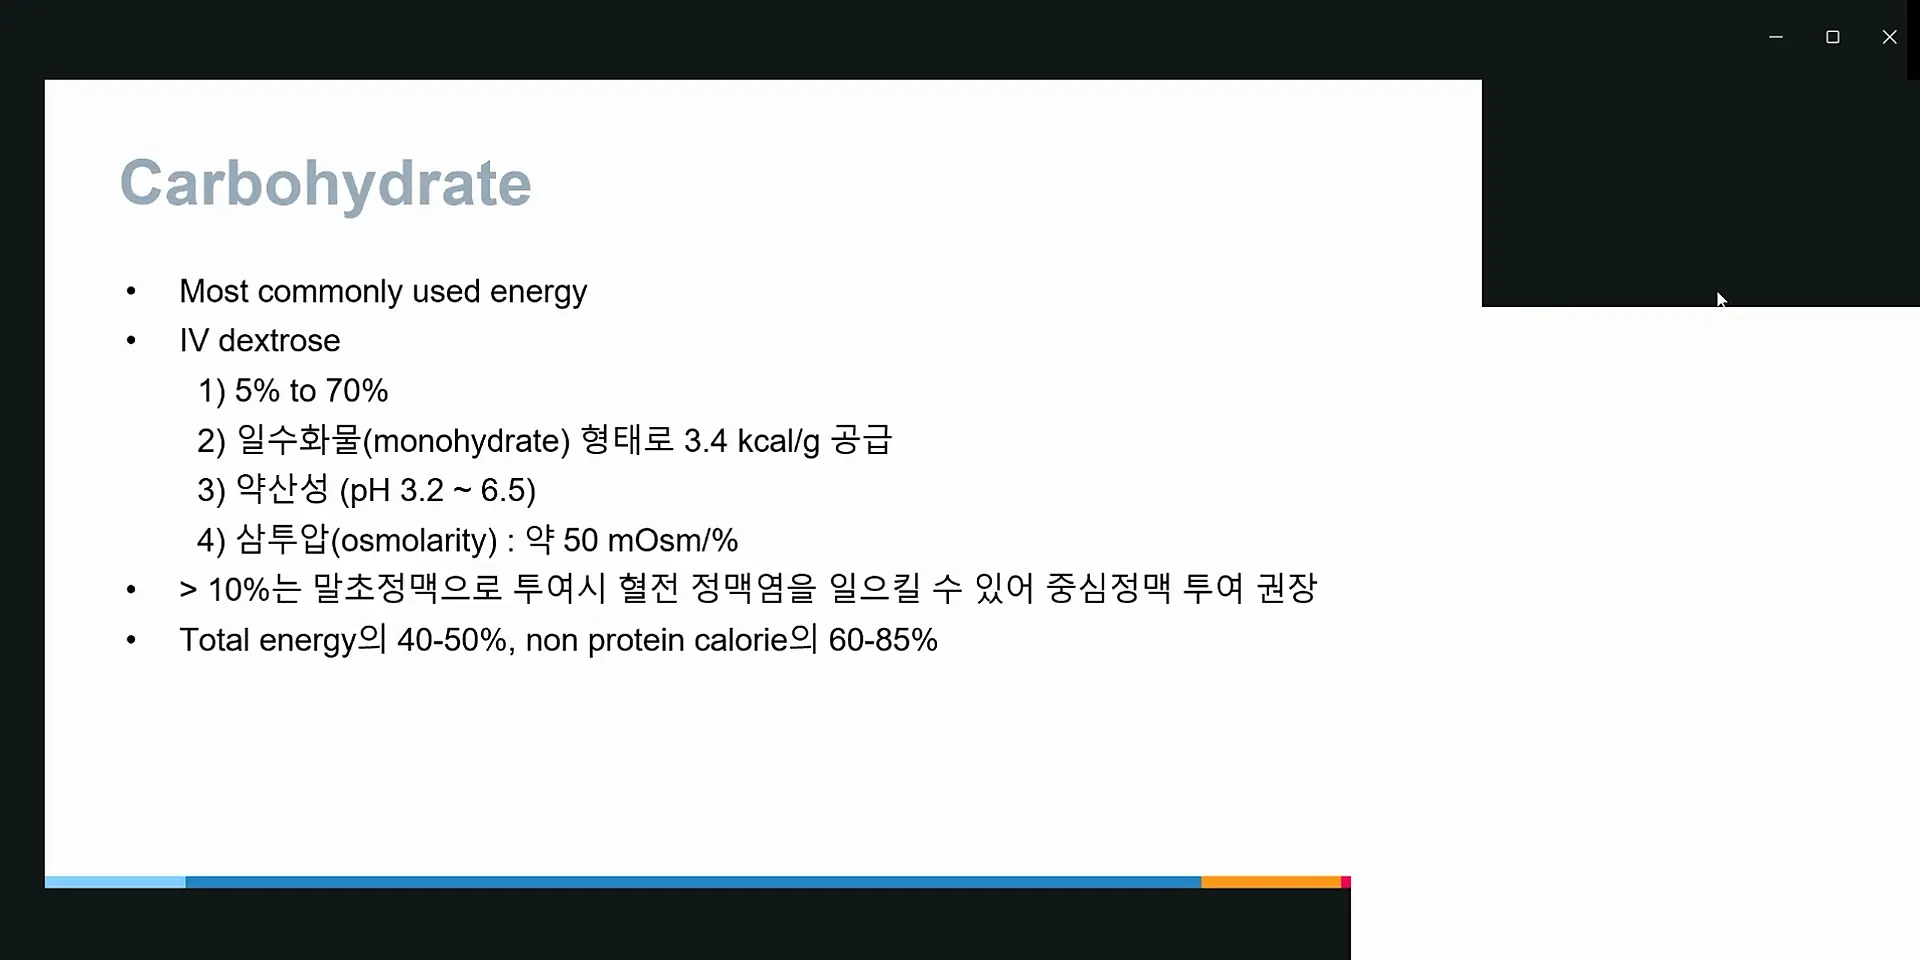 Carbohydrate
• Most commonly used energy
• IV dextrose
1) 5% to 70%
2) 일수화물(monohydrate) 형태로 3.4 kcal/g 공급
3) 약산성 (pH 3.2 ~ 6.5)
4) 삼투압(osmolarity) : 약 50 mOsm/%
• > 10%는 말초정맥으로 투여시 혈전 정맥염을 일으킬 수 있어 중심정맥 투여 권장
• Total energy의 40-50%, non protein calorie의 60-85%